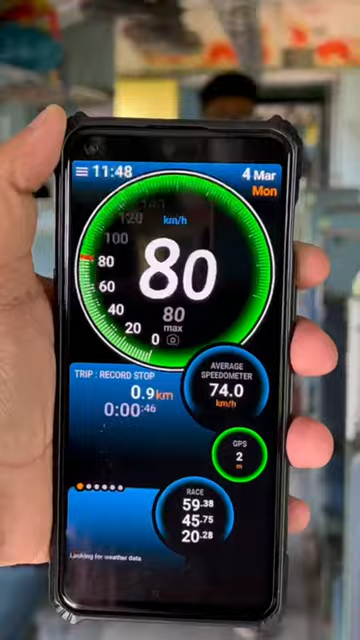 11:48
4 Mar
Mon
140
120
km/h
100
80
80
60
40
80
20
max
0
AVERAGE
SPEEDOMETER
74.0
km/h
TRIP : RECORD STOP
0.9km
0:00:46
GPS
2
m
RACE
59.38
45.75
20.28
Looking for weather data